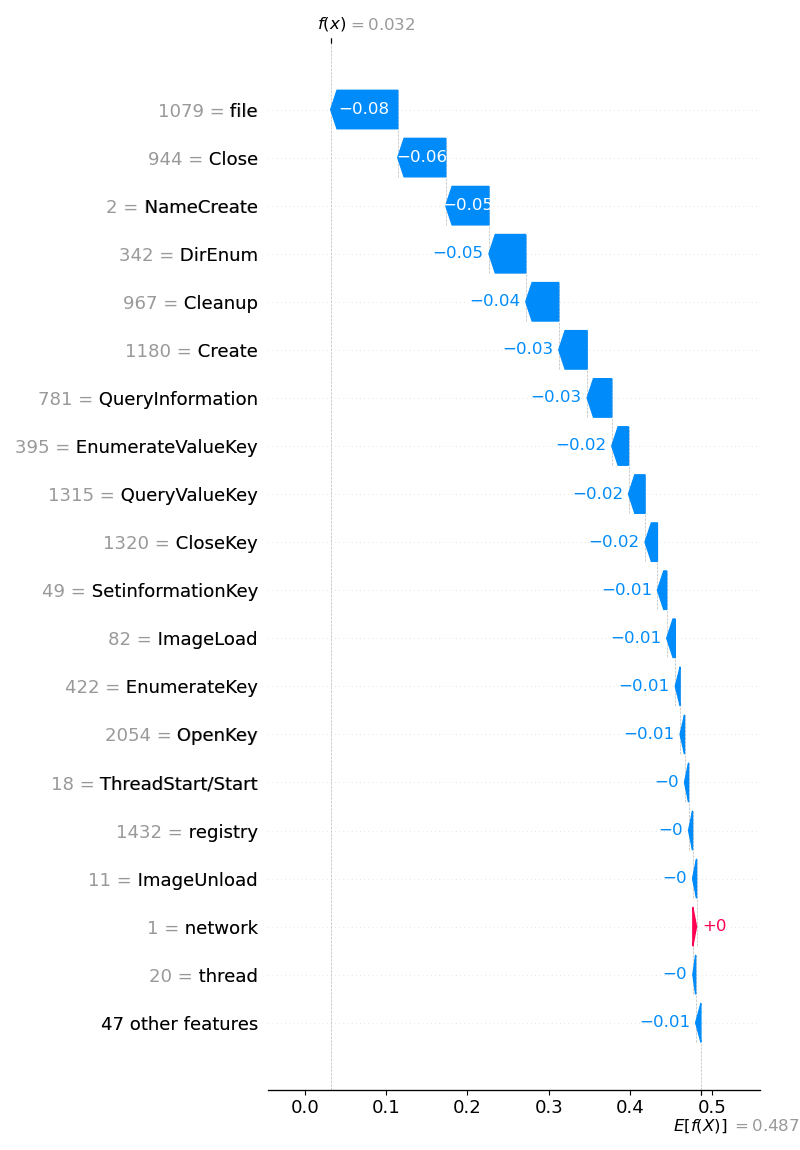 f(x) = 0.032
1079 = file −0.08
944 = Close −0.06
2 = NameCreate −0.05
342 = DirEnum −0.05
967 = Cleanup −0.04
1180 = Create −0.03
781 = QueryInformation −0.03
395 = EnumerateValueKey −0.02
1315 = QueryValueKey −0.02
1320 = CloseKey −0.02
49 = SetinformationKey −0.01
82 = ImageLoad −0.01
422 = EnumerateKey −0.01
2054 = OpenKey −0.01
18 = ThreadStart/Start −0
1432 = registry −0
11 = ImageUnload −0
1 = network +0
20 = thread −0
47 other features −0.01
0.0 0.1 0.2 0.3 0.4 0.5
E[f(X)] = 0.487